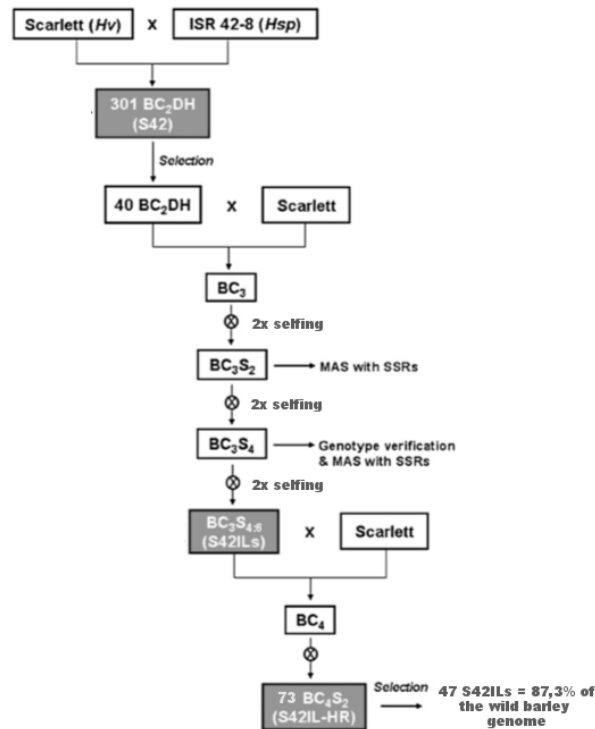 Scarlett (Hv) x ISR 42-8 (Hsp)
301 BC₂DH
(S42)
Selection
40 BC₂DH x Scarlett
BC₃
2x selfing
BC₃S₂ MAS with SSRs
2x selfing
BC₃S₄ Genotype verification
& MAS with SSRs
2x selfing
BC₃S₄:₆
(S42ILs) x Scarlett
BC₄
73 BC₄S₂
(S42IL-HR)
Selection
47 S42ILs = 87,3% of
the wild barley
genome